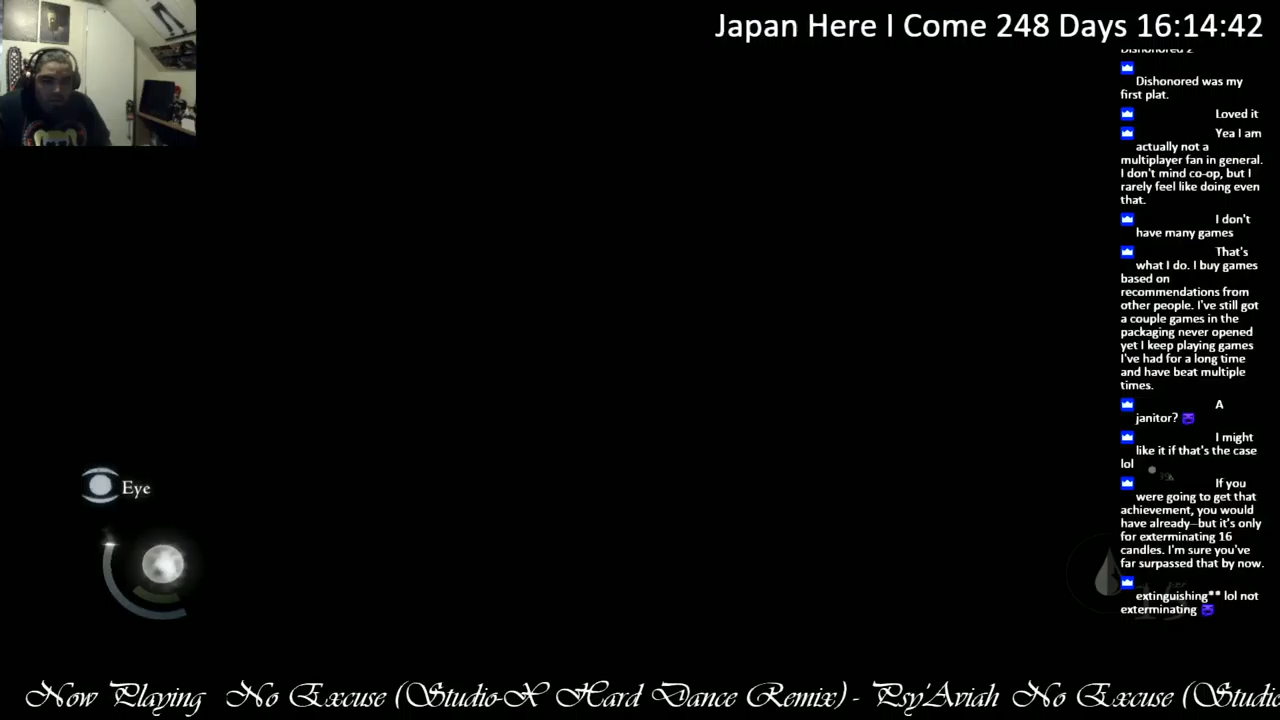 Japan Here I Come 248 Days 16:14:42
Dishonored 2
Dishonored was my
first plat.
Loved it
Yea I am
actually not a
multiplayer fan in general.
I don't mind co-op, but I
rarely feel like doing even
that.
I don't
have many games
That's
what I do. I buy games
based on
recommendations from
other people. I've still got
a couple games in the
packaging never opened
yet I keep playing games
I've had for a long time
and have beat multiple
times.
A
janitor?
I might
like it if that's the case
lol
If you
were going to get that
achievement, you would
have already–but it's only
for exterminating 16
candles. I'm sure you've
far surpassed that by now.
extinguishing** lol not
exterminating
Eye
Now Playing No Excuse (Studio-X Hard Dance Remix) - Psy'Aviah No Excuse (Studio